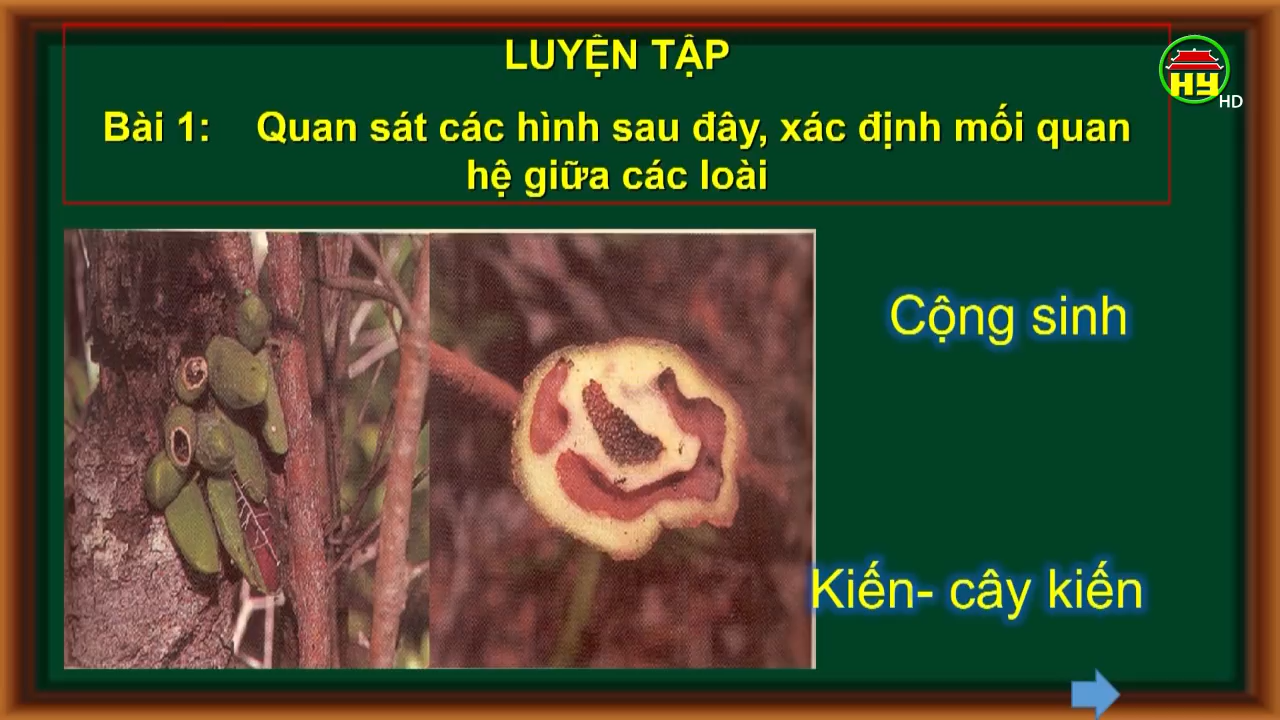 LUYỆN TẬP
Bài 1: Quan sát các hình sau đây, xác định mối quan
hệ giữa các loài
HY
HD
Cộng sinh
Kiến- cây kiến